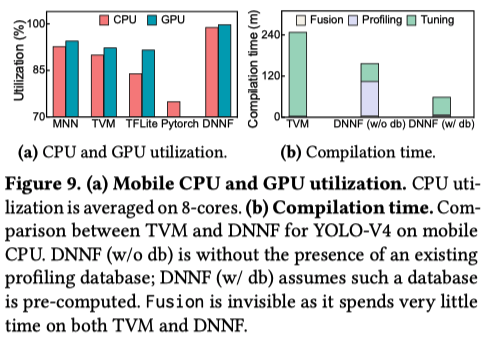 CPU GPU
Utilization (%)
100
85
70
MNN TVM TFLite Pytorch DNNF
(a) CPU and GPU utilization.
Fusion Profiling Tuning
Compilation time (m)
240
120
0
TVM DNNF (w/o db) DNNF (w/ db)
(b) Compilation time.
Figure 9. (a) Mobile CPU and GPU utilization. CPU uti-
lization is averaged on 8-cores. (b) Compilation time. Com-
parison between TVM and DNNF for YOLO-V4 on mobile
CPU. DNNF (w/o db) is without the presence of an existing
profiling database; DNNF (w/ db) assumes such a database
is pre-computed. Fusion is invisible as it spends very little
time on both TVM and DNNF.